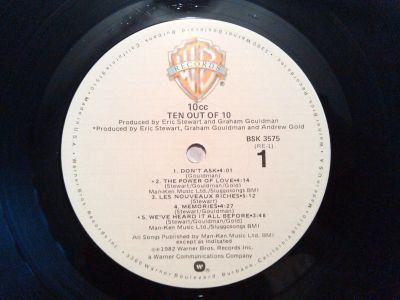 RECORDS
10cc
TEN OUT OF 10
Produced by Eric Stewart and Graham Gouldman
*Produced by Eric Stewart, Graham Gouldman and Andrew Gold
BSK 3575
(RE-1)
1
1. DON'T ASK•4:01
(Gouldman)
*2. THE POWER OF LOVE•4:14
(Stewart/Gouldman/Gold)
Man-Ken Music Ltd./Sluggosongs BMI
3. LES NOUVEAUX RICHES•5:12
(Stewart)
4. MEMORIES•4:27
(Stewart/Gouldman)
*5. WE'VE HEARD IT ALL BEFORE•3:46
(Stewart/Gouldman/Gold)
Man-Ken Music Ltd./Sluggosongs BMI
All Songs Published by Man-Ken Music Ltd. BMI
except as indicated
©1982 Warner Bros. Records Inc.
a Warner Communications Company
3300 Warner Boulevard, Burbank,